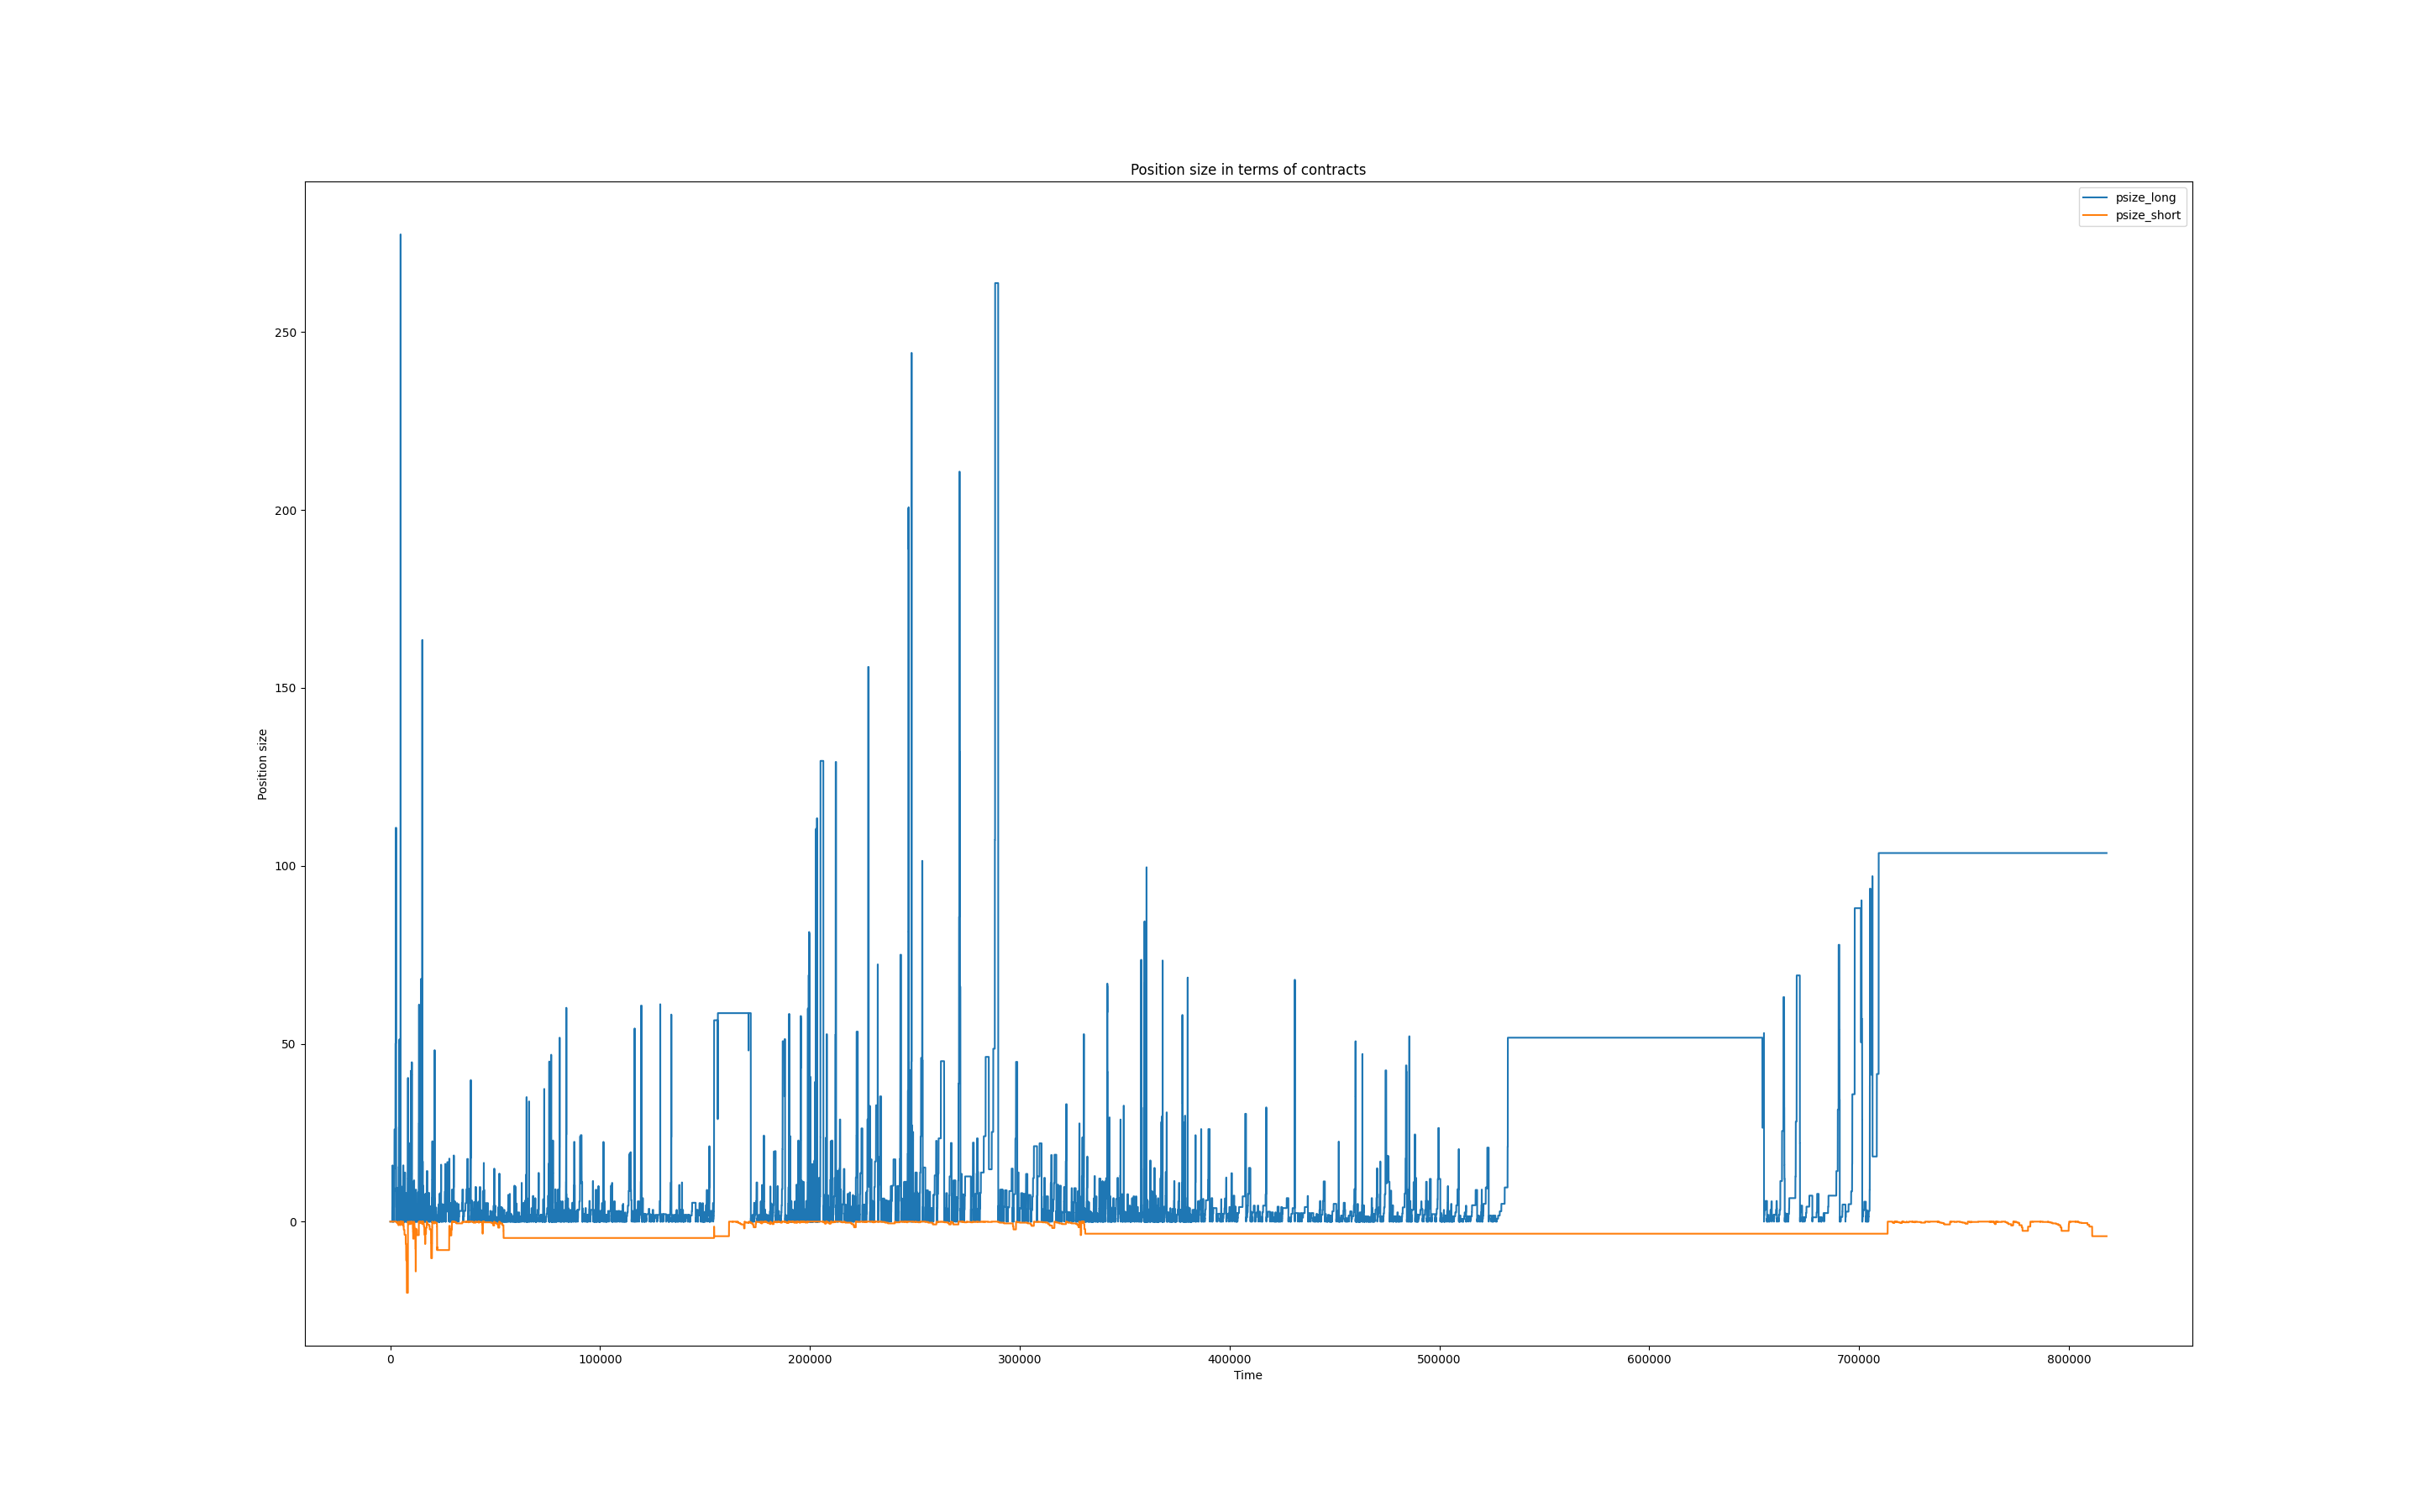 Position size in terms of contracts
psize_long
psize_short
250
200
150
100
50
0
Position size
0 100000 200000 300000 400000 500000 600000 700000 800000
Time